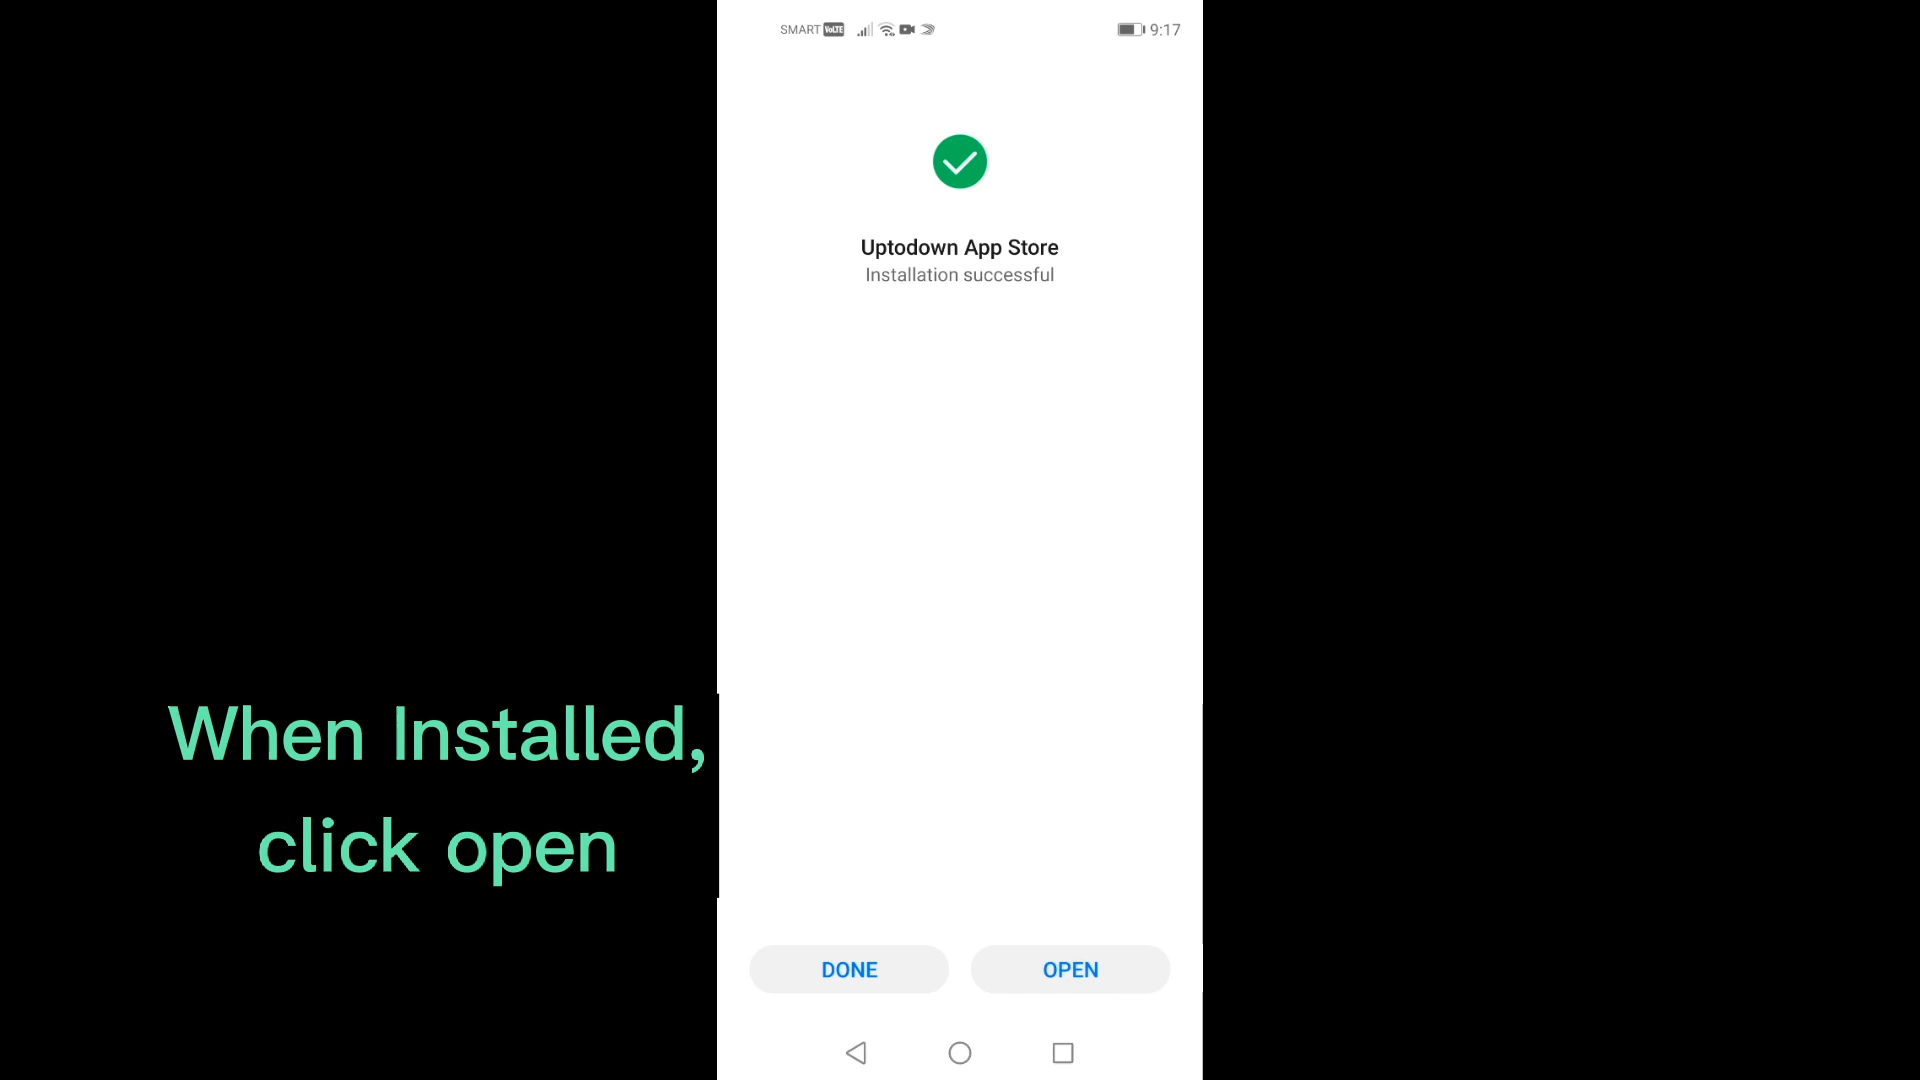 SMART VoLTE 9:17
Uptodown App Store
Installation successful
When Installed,
click open
DONE OPEN